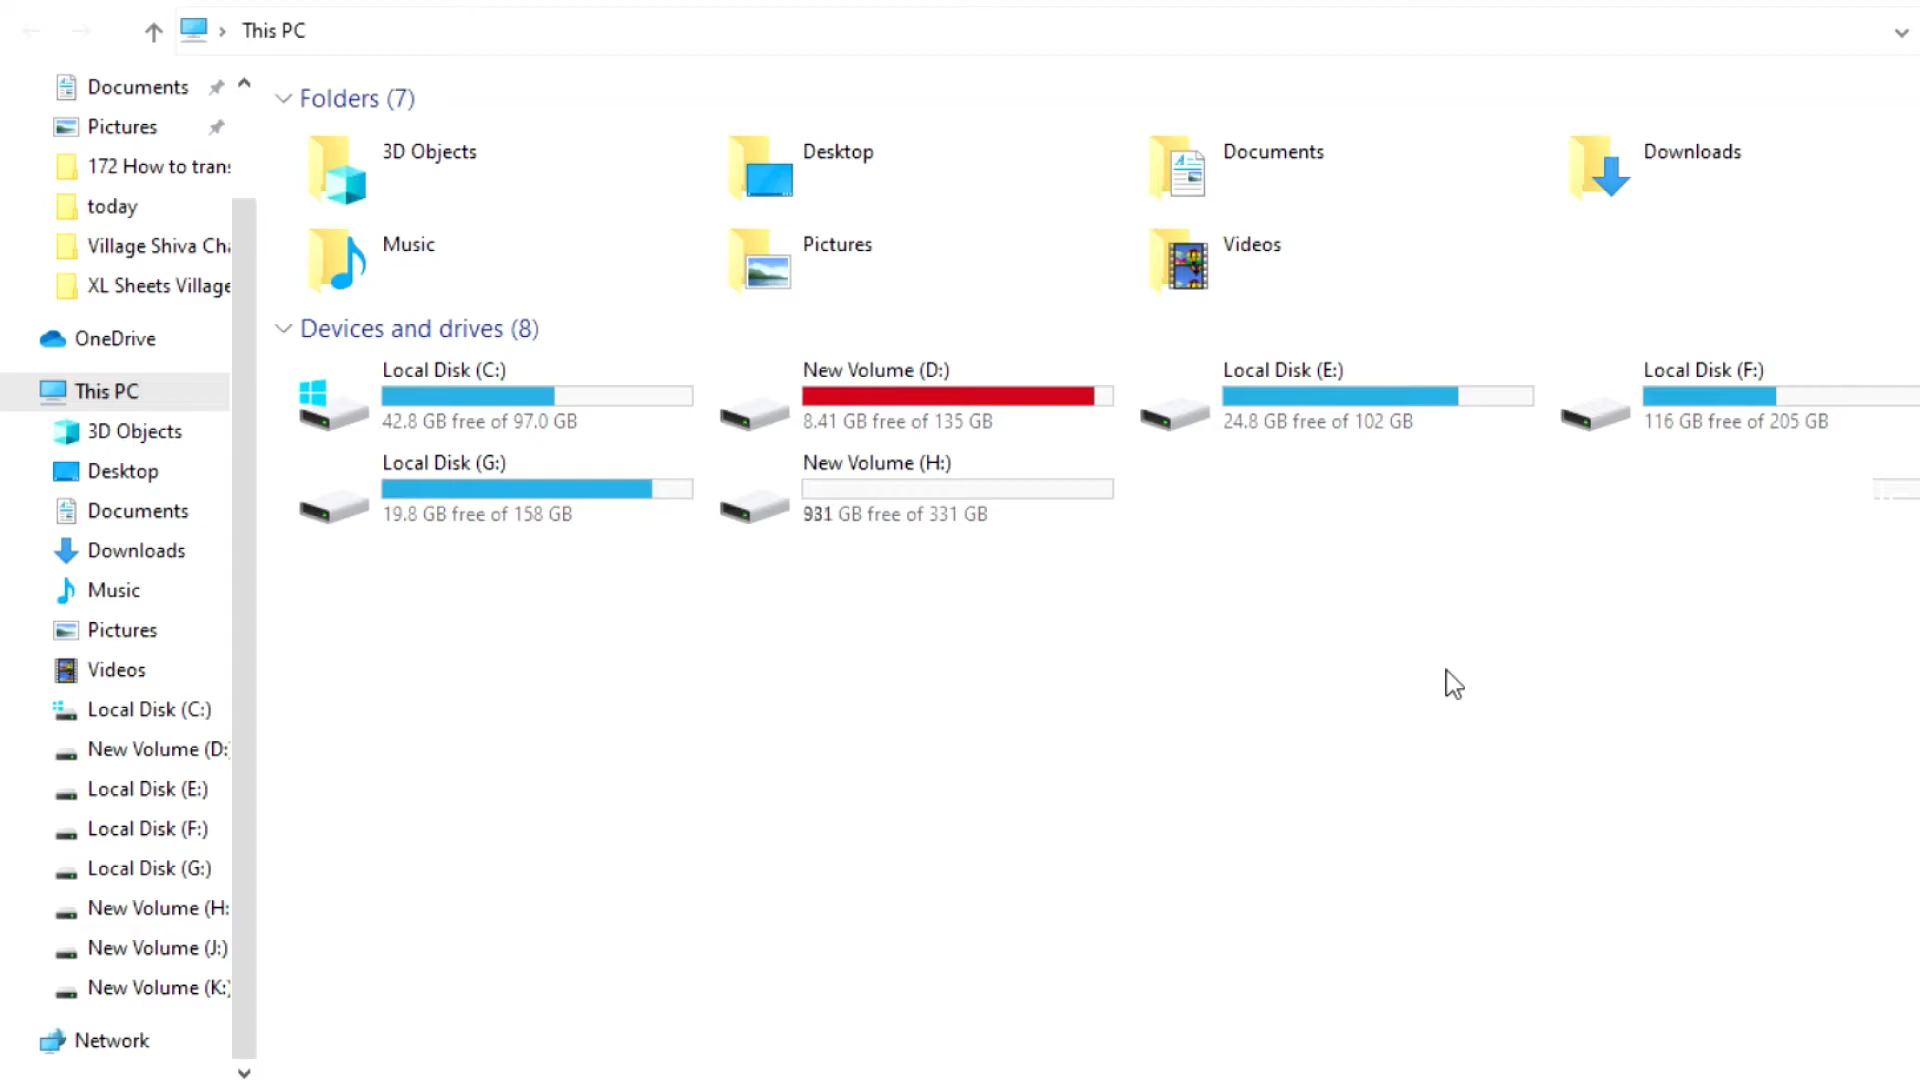 This PC
Documents
Pictures
172 How to trans
today
Village Shiva Cha
XL Sheets Village
OneDrive
This PC
3D Objects
Desktop
Documents
Downloads
Music
Pictures
Videos
Local Disk (C:)
New Volume (D:)
Local Disk (E:)
Local Disk (F:)
Local Disk (G:)
New Volume (H:
New Volume (J:)
New Volume (K:)
Network
Folders (7)
3D Objects
Desktop
Documents
Downloads
Music
Pictures
Videos
Devices and drives (8)
Local Disk (C:)
42.8 GB free of 97.0 GB
New Volume (D:)
8.41 GB free of 135 GB
Local Disk (E:)
24.8 GB free of 102 GB
Local Disk (F:)
116 GB free of 205 GB
Local Disk (G:)
19.8 GB free of 158 GB
New Volume (H:)
931 GB free of 331 GB